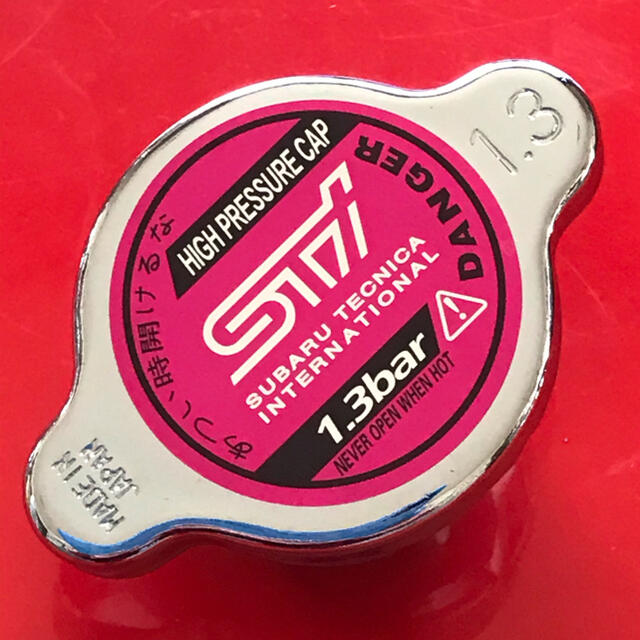 1.3
DANGER
HIGH PRESSURE CAP
STi
SUBARU TECNICA
INTERNATIONAL
1.3bar
NEVER OPEN WHEN HOT
あつい時開けるな
MADE IN
JAPAN